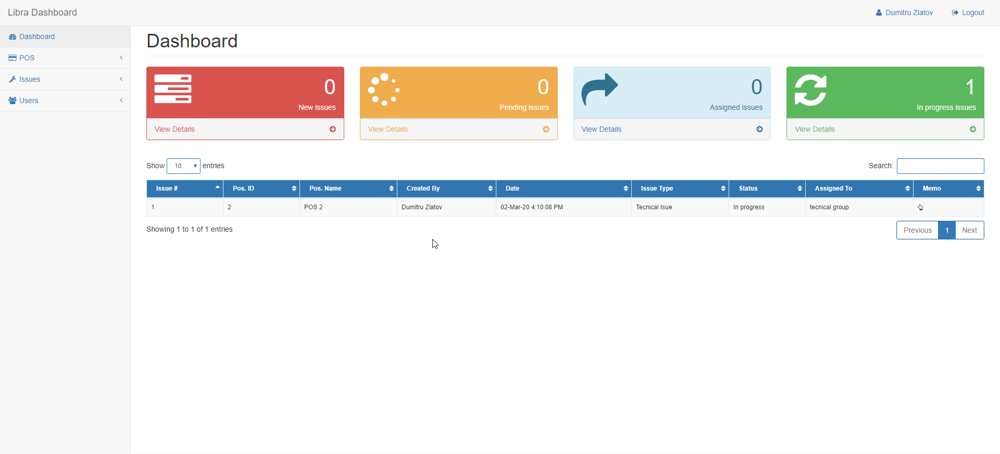 Libra Dashboard
Dumitru Zlatov Logout
Dashboard
POS
Issues
Users
Dashboard
0
New issues
View Details
0
Pending issues
View Details
0
Assigned issues
View Details
1
In progress issues
View Details
Show 10 entries
Search:
Issue # Pos. ID Pos. Name Created By Date Issue Type Status Assigned To Memo
1 2 POS 2 Dumitru Zlatov 02-Mar-20 4:10:08 PM Tecnical Isue In progress tecnical group
Showing 1 to 1 of 1 entries
Previous 1 Next